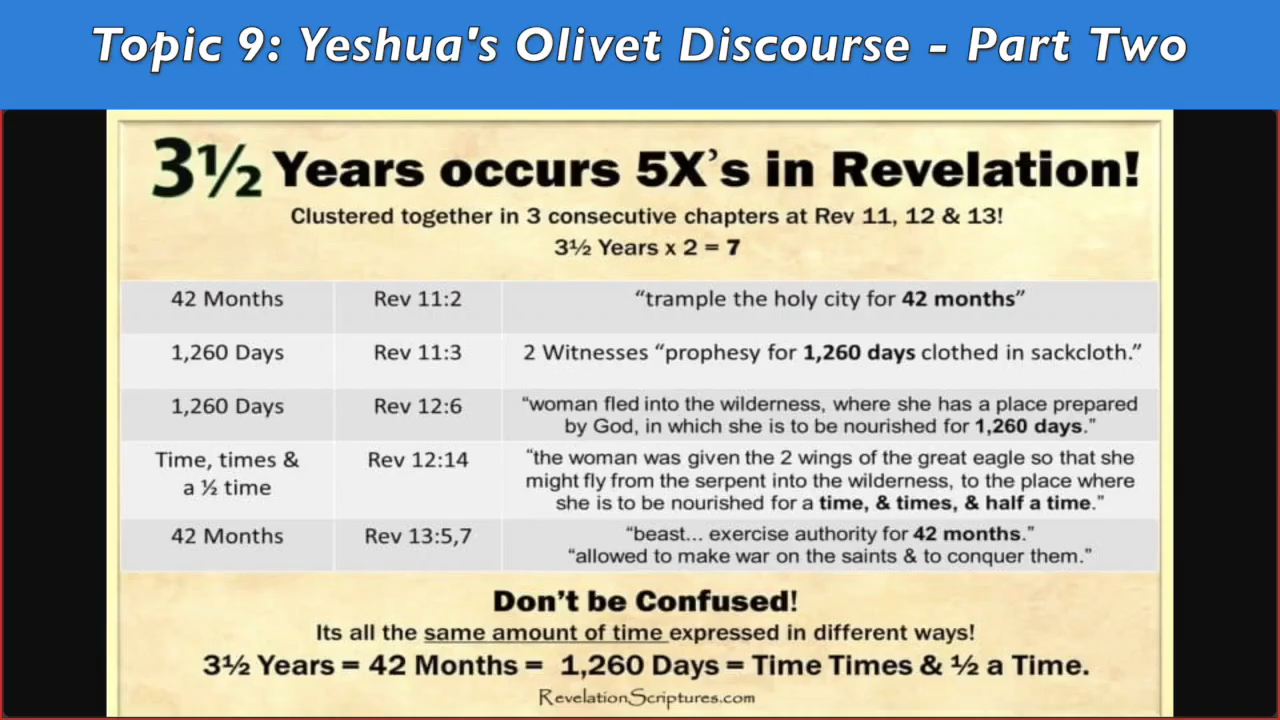 Topic 9: Yeshua's Olivet Discourse - Part Two
3½ Years occurs 5X’s in Revelation!
Clustered together in 3 consecutive chapters at Rev 11, 12 & 13!
3½ Years x 2 = 7
42 Months Rev 11:2 “trample the holy city for 42 months”
1,260 Days Rev 11:3 2 Witnesses “prophesy for 1,260 days clothed in sackcloth.”
1,260 Days Rev 12:6 “woman fled into the wilderness, where she has a place prepared
by God, in which she is to be nourished for 1,260 days.”
Time, times &
a ½ time
Rev 12:14
“the woman was given the 2 wings of the great eagle so that she
might fly from the serpent into the wilderness, to the place where
she is to be nourished for a time, & times, & half a time.”
42 Months Rev 13:5,7 “beast... exercise authority for 42 months.”
“allowed to make war on the saints & to conquer them.”
Don’t be Confused!
Its all the same amount of time expressed in different ways!
3½ Years = 42 Months = 1,260 Days = Time Times & ½ a Time.
RevelationScriptures.com